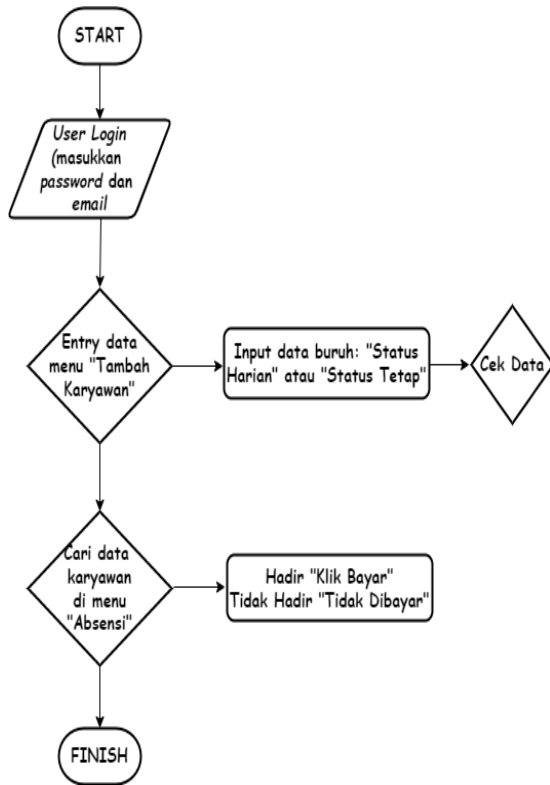 START
User Login
(masukkan
password dan
email
Entry data
menu "Tambah
Karyawan"
Input data buruh: "Status
Harian" atau "Status Tetap"
Cek Data
Cari data
karyawan
di menu
"Absensi"
Hadir "Klik Bayar"
Tidak Hadir "Tidak Dibayar"
FINISH